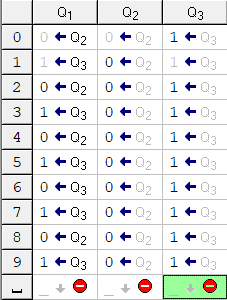 Q1 Q2 Q3
0 0 ← Q2 0 ← Q2 1 ← Q3
1 1 ← Q3 0 ← Q2 1 ← Q3
2 0 ← Q2 0 ← Q2 1 ← Q3
3 1 ← Q3 0 ← Q2 1 ← Q3
4 0 ← Q2 0 ← Q2 1 ← Q3
5 1 ← Q3 0 ← Q2 1 ← Q3
6 0 ← Q3 0 ← Q2 1 ← Q3
7 1 ← Q3 0 ← Q2 1 ← Q3
8 0 ← Q2 0 ← Q2 1 ← Q3
9 1 ← Q3 0 ← Q2 1 ← Q3
⎵ _ ↓ _ ↓ _ ↓